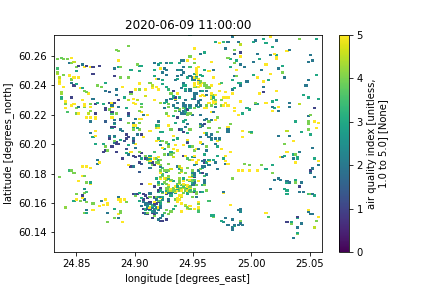 2020-06-09 11:00:00
60.26
60.24
60.22
60.20
60.18
60.16
60.14
latitude [degrees_north]
24.85 24.90 24.95 25.00 25.05
longitude [degrees_east]
5
4
3
2
1
0
air quality index [unitless,
1.0 to 5.0] [None]